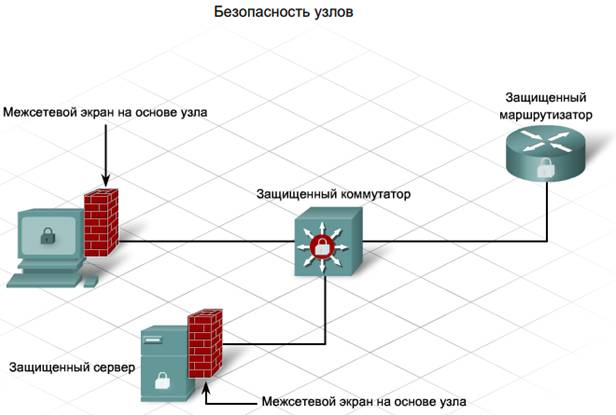 Безопасность узлов
Защищенный
маршрутизатор
Межсетевой экран на основе узла
Защищенный коммутатор
Защищенный сервер
Межсетевой экран на основе узла